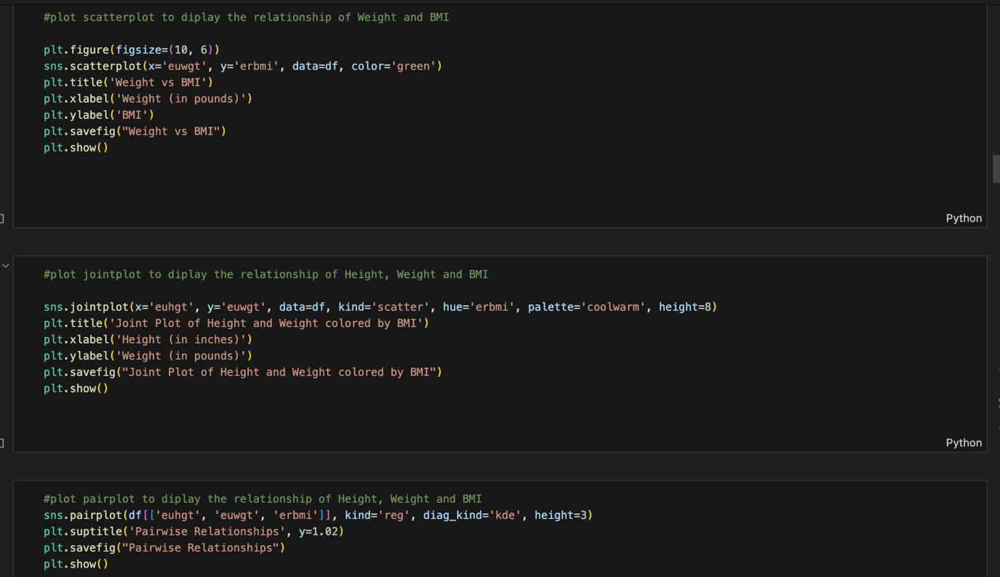 #plot scatterplot to diplay the relationship of Weight and BMI
plt.figure(figsize=(10, 6))
sns.scatterplot(x='euwgt', y='erbmi', data=df, color='green')
plt.title('Weight vs BMI')
plt.xlabel('Weight (in pounds)')
plt.ylabel('BMI')
plt.savefig("Weight vs BMI")
plt.show()
Python
#plot jointplot to diplay the relationship of Height, Weight and BMI
sns.jointplot(x='euhgt', y='euwgt', data=df, kind='scatter', hue='erbmi', palette='coolwarm', height=8)
plt.title('Joint Plot of Height and Weight colored by BMI')
plt.xlabel('Height (in inches)')
plt.ylabel('Weight (in pounds)')
plt.savefig("Joint Plot of Height and Weight colored by BMI")
plt.show()
Python
#plot pairplot to diplay the relationship of Height, Weight and BMI
sns.pairplot(df[['euhgt', 'euwgt', 'erbmi']], kind='reg', diag_kind='kde', height=3)
plt.suptitle('Pairwise Relationships', y=1.02)
plt.savefig("Pairwise Relationships")
plt.show()